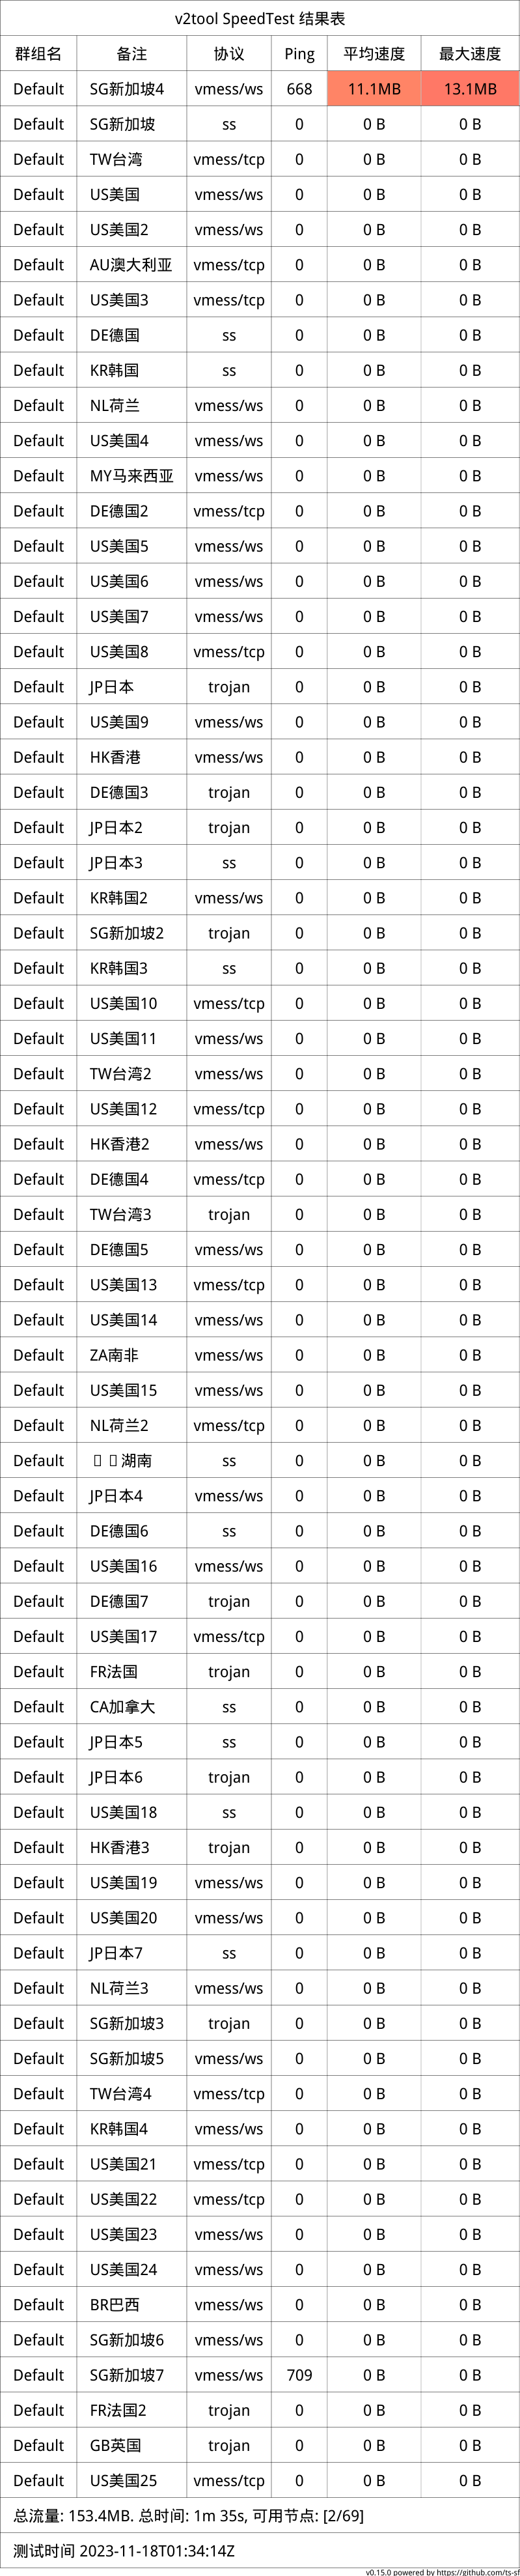 v2tool SpeedTest 结果表
群组名 备注 协议 Ping 平均速度 最大速度
Default SG新加坡4 vmess/ws 668 11.1MB 13.1MB
Default SG新加坡 ss 0 0 B 0 B
Default TW台湾 vmess/tcp 0 0 B 0 B
Default US美国 vmess/ws 0 0 B 0 B
Default US美国2 vmess/ws 0 0 B 0 B
Default AU澳大利亚 vmess/tcp 0 0 B 0 B
Default US美国3 vmess/tcp 0 0 B 0 B
Default DE德国 ss 0 0 B 0 B
Default KR韩国 ss 0 0 B 0 B
Default NL荷兰 vmess/ws 0 0 B 0 B
Default US美国4 vmess/ws 0 0 B 0 B
Default MY马来西亚 vmess/ws 0 0 B 0 B
Default DE德国2 vmess/tcp 0 0 B 0 B
Default US美国5 vmess/ws 0 0 B 0 B
Default US美国6 vmess/ws 0 0 B 0 B
Default US美国7 vmess/ws 0 0 B 0 B
Default US美国8 vmess/tcp 0 0 B 0 B
Default JP日本 trojan 0 0 B 0 B
Default US美国9 vmess/ws 0 0 B 0 B
Default HK香港 vmess/ws 0 0 B 0 B
Default DE德国3 trojan 0 0 B 0 B
Default JP日本2 trojan 0 0 B 0 B
Default JP日本3 ss 0 0 B 0 B
Default KR韩国2 vmess/ws 0 0 B 0 B
Default SG新加坡2 trojan 0 0 B 0 B
Default KR韩国3 ss 0 0 B 0 B
Default US美国10 vmess/tcp 0 0 B 0 B
Default US美国11 vmess/ws 0 0 B 0 B
Default TW台湾2 vmess/ws 0 0 B 0 B
Default US美国12 vmess/tcp 0 0 B 0 B
Default HK香港2 vmess/ws 0 0 B 0 B
Default DE德国4 vmess/tcp 0 0 B 0 B
Default TW台湾3 trojan 0 0 B 0 B
Default DE德国5 vmess/ws 0 0 B 0 B
Default US美国13 vmess/tcp 0 0 B 0 B
Default US美国14 vmess/ws 0 0 B 0 B
Default ZA南非 vmess/ws 0 0 B 0 B
Default US美国15 vmess/ws 0 0 B 0 B
Default NL荷兰2 vmess/tcp 0 0 B 0 B
Default 湖南 ss 0 0 B 0 B
Default JP日本4 vmess/ws 0 0 B 0 B
Default DE德国6 ss 0 0 B 0 B
Default US美国16 vmess/ws 0 0 B 0 B
Default DE德国7 trojan 0 0 B 0 B
Default US美国17 vmess/tcp 0 0 B 0 B
Default FR法国 trojan 0 0 B 0 B
Default CA加拿大 ss 0 0 B 0 B
Default JP日本5 ss 0 0 B 0 B
Default JP日本6 trojan 0 0 B 0 B
Default US美国18 ss 0 0 B 0 B
Default HK香港3 trojan 0 0 B 0 B
Default US美国19 vmess/ws 0 0 B 0 B
Default US美国20 vmess/ws 0 0 B 0 B
Default JP日本7 ss 0 0 B 0 B
Default NL荷兰3 vmess/ws 0 0 B 0 B
Default SG新加坡3 trojan 0 0 B 0 B
Default SG新加坡5 vmess/ws 0 0 B 0 B
Default TW台湾4 vmess/tcp 0 0 B 0 B
Default KR韩国4 vmess/ws 0 0 B 0 B
Default US美国21 vmess/tcp 0 0 B 0 B
Default US美国22 vmess/tcp 0 0 B 0 B
Default US美国23 vmess/ws 0 0 B 0 B
Default US美国24 vmess/ws 0 0 B 0 B
Default BR巴西 vmess/ws 0 0 B 0 B
Default SG新加坡6 vmess/ws 0 0 B 0 B
Default SG新加坡7 vmess/ws 709 0 B 0 B
Default FR法国2 trojan 0 0 B 0 B
Default GB英国 trojan 0 0 B 0 B
Default US美国25 vmess/tcp 0 0 B 0 B
总流量: 153.4MB. 总时间: 1m 35s, 可用节点: [2/69]
测试时间 2023-11-18T01:34:14Z
v0.15.0 powered by https://github.com/ts-sf